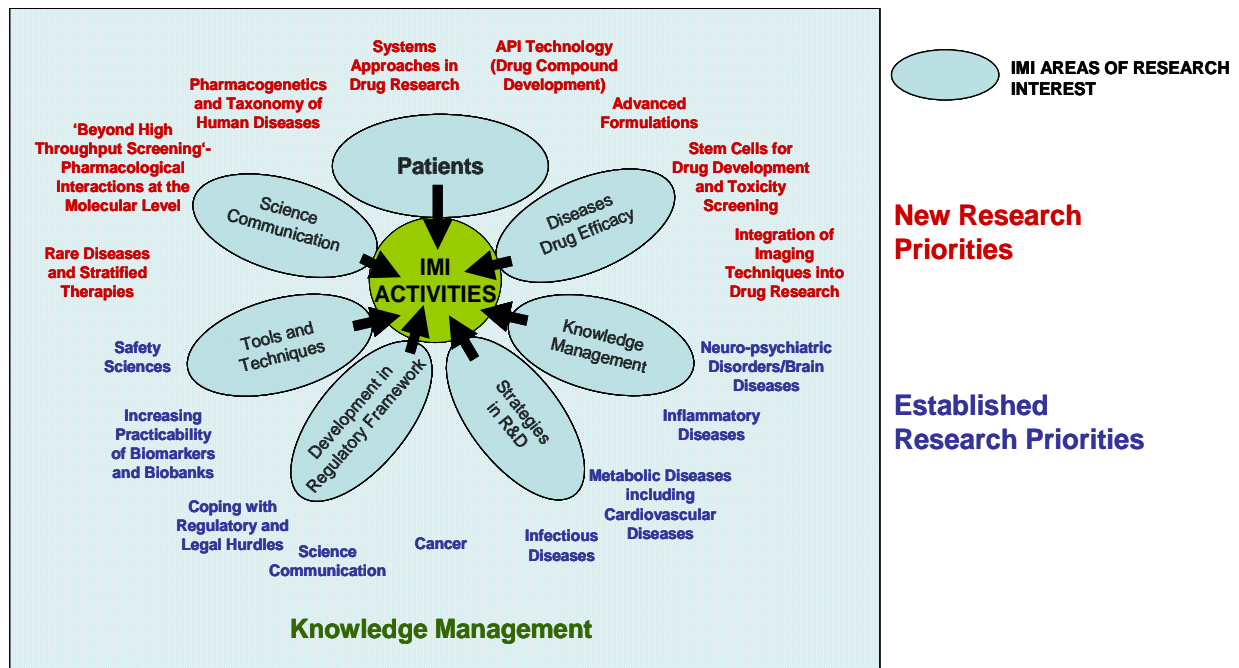 Systems
Approaches in
Drug Research
API Technology
(Drug Compound
Development)
Pharmacogenetics
and Taxonomy of
Human Diseases
Advanced
Formulations
‘Beyond High
Throughput Screening‘-
Pharmacological
Interactions at the
Molecular Level
Stem Cells for
Drug Development
and Toxicity
Screening
Rare Diseases
and Stratified
Therapies
Integration of
Imaging
Techniques into
Drug Research
Patients
Science
Communication
Diseases
Drug Efficacy
IMI
ACTIVITIES
Tools and
Techniques
Knowledge
Management
Development in
Regulatory Framework
Strategies
in R&D
Safety
Sciences
Neuro-psychiatric
Disorders/Brain
Diseases
Increasing
Practicability
of Biomarkers
and Biobanks
Inflammatory
Diseases
Coping with
Regulatory and
Legal Hurdles
Metabolic Diseases
including
Cardiovascular
Diseases
Science
Communication
Cancer
Infectious
Diseases
Knowledge Management
IMI AREAS OF RESEARCH
INTEREST
New Research
Priorities
Established
Research Priorities